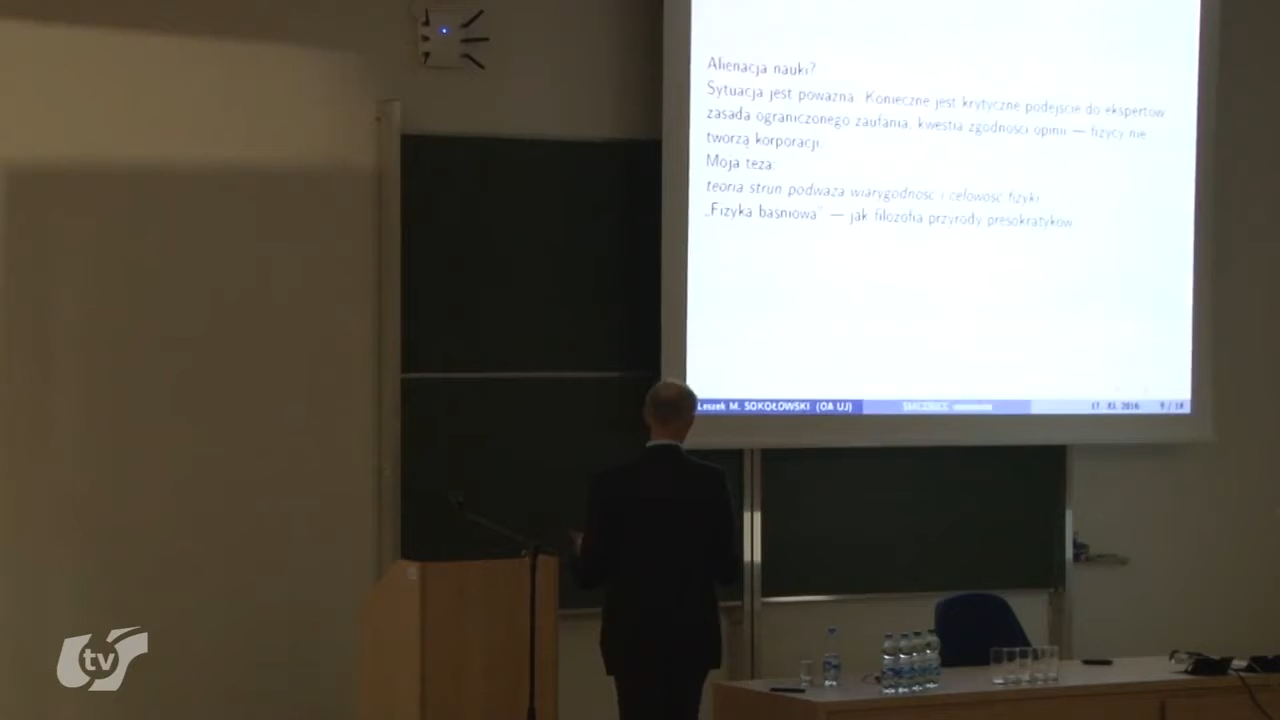 Alienacja nauki?
Sytuacja jest poważna. Konieczne jest krytyczne podejście do ekspertów
zasada ograniczonego zaufania, kwestia zgodności opinii — fizycy nie
tworzą korporacji.
Moja teza:
teoria strun podważa wiarygodność i celowość fizyki.
„Fizyka baśniowa” — jak filozofia przyrody presokratyków.
Leszek M. SOKOŁOWSKI (OA UJ)
17. XI. 2016
9 / 14
tv